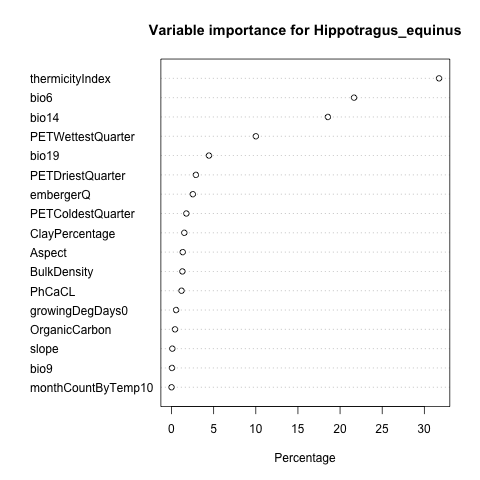 Variable importance for Hippotragus_equinus
thermicityIndex
bio6
bio14
PETWettestQuarter
bio19
PETDriestQuarter
embergerQ
PETColdestQuarter
ClayPercentage
Aspect
BulkDensity
PhCaCL
growingDegDays0
OrganicCarbon
slope
bio9
monthCountByTemp10
0 5 10 15 20 25 30
Percentage